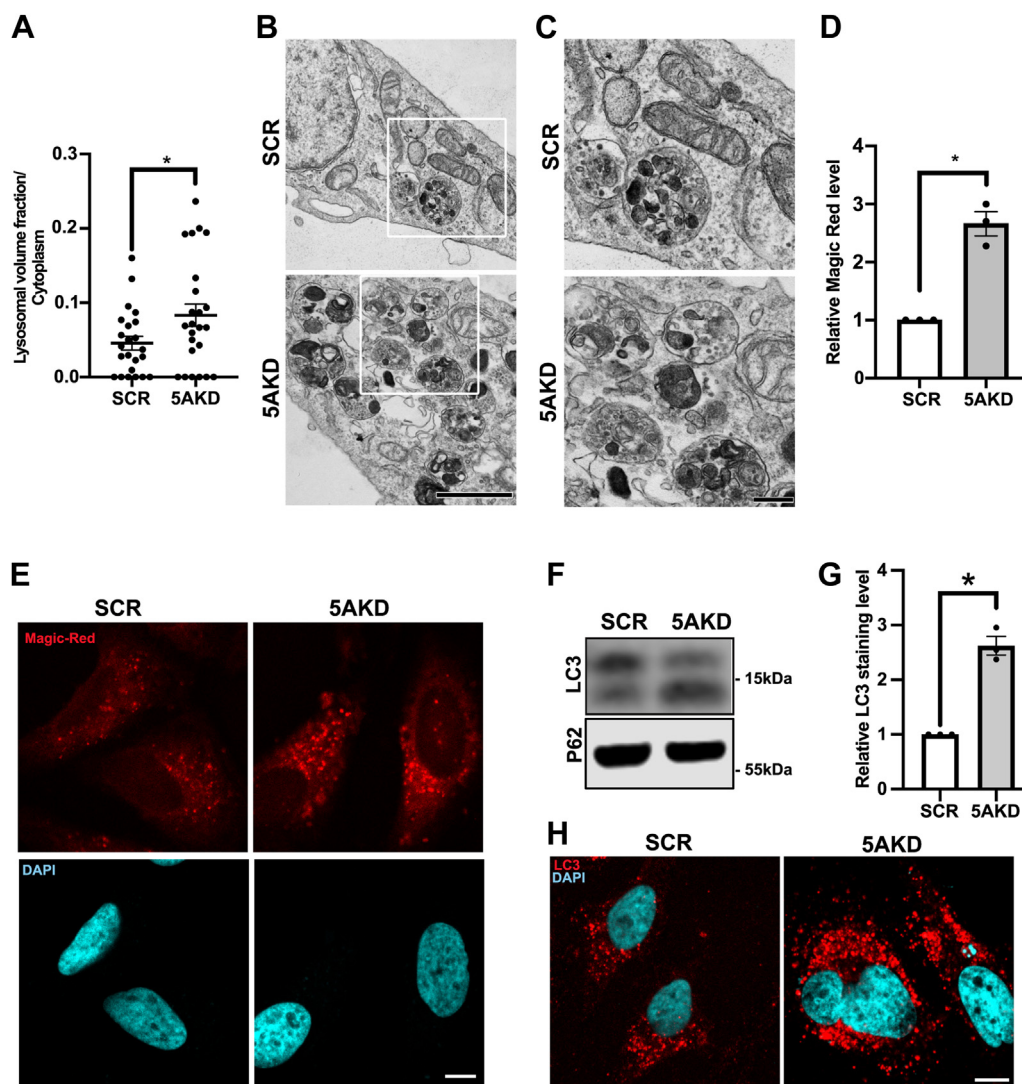 A
Lysosomal volume fraction/
Cytoplasm
0.3
0.2
0.1
0.0
*
SCR
5AKD
B
SCR
5AKD
C
SCR
5AKD
D
Relative Magic Red level
4
3
2
1
0
*
SCR
5AKD
E
SCR
5AKD
Magic-Red
DAPI
F
SCR
5AKD
LC3
- 15kDa
P62
- 55kDa
G
Relative LC3 staining level
4
3
2
1
0
*
SCR
5AKD
H
SCR
5AKD
LC3
DAPI